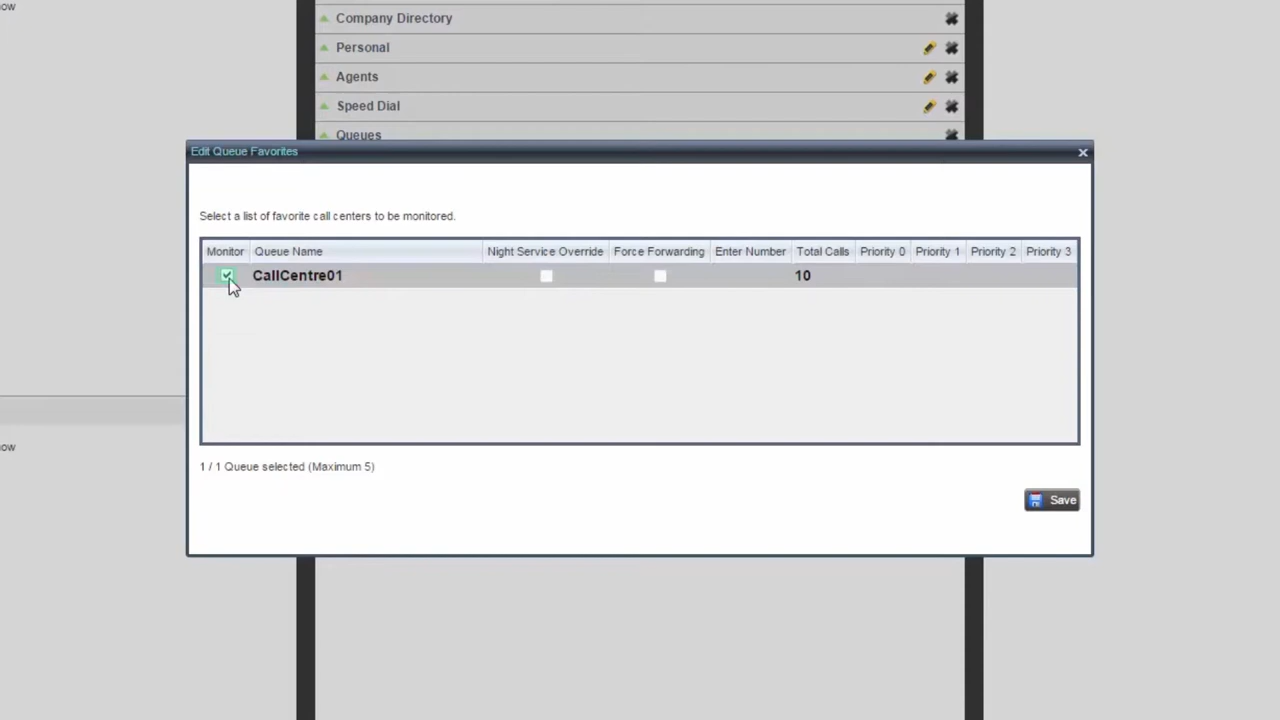 ow
Company Directory
Personal
Agents
Speed Dial
Queues
Edit Queue Favorites
Select a list of favorite call centers to be monitored.
Monitor Queue Name Night Service Override Force Forwarding Enter Number Total Calls Priority 0 Priority 1 Priority 2 Priority 3
CallCentre01 10
ow
1 / 1 Queue selected (Maximum 5)
Save